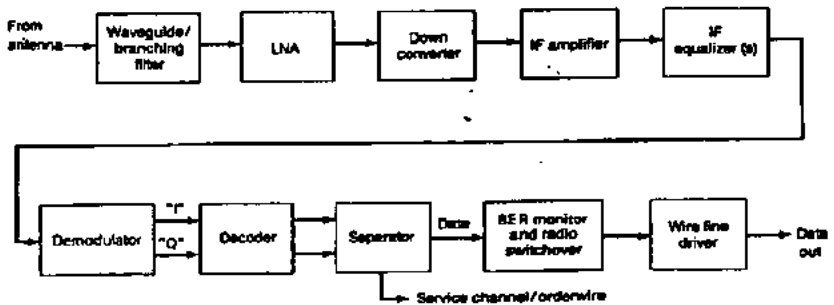 From
antenna
Waveguide/
branching
filter
LNA
Down
converter
IF amplifier
IF
equalizer (s)
Demodulator
"I"
"Q"
Decoder
Separator
Data
BER monitor
and radio
switchover
Wire line
driver
Data
out
Service channel/orderwire